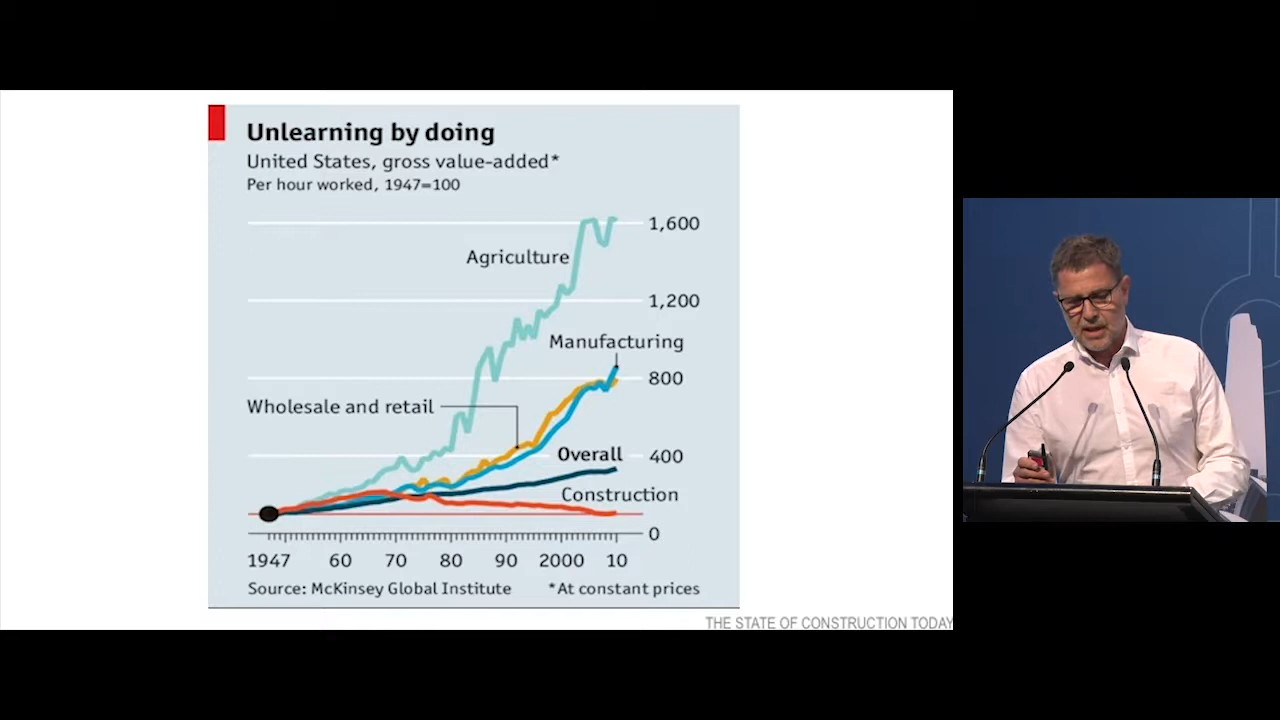 Unlearning by doing
United States, gross value-added*
Per hour worked, 1947=100
1,600
Agriculture
1,200
Manufacturing
800
Wholesale and retail
Overall
400
Construction
0
1947 60 70 80 90 2000 10
Source: McKinsey Global Institute *At constant prices
THE STATE OF CONSTRUCTION TODAY